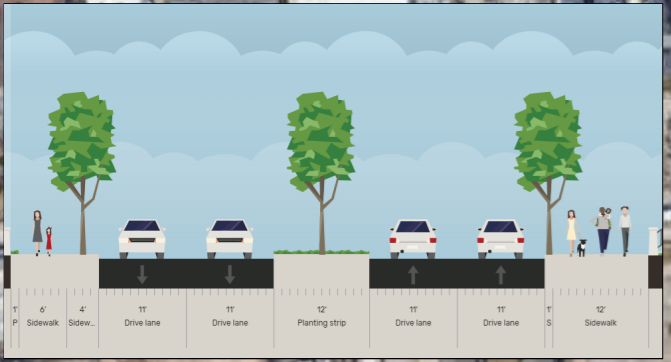 1' 6' 4' 11' 11' 12' 11' 11' 1' 12'
P Sidewalk Sidew... Drive lane Drive lane Planting strip Drive lane Drive lane S Sidewalk